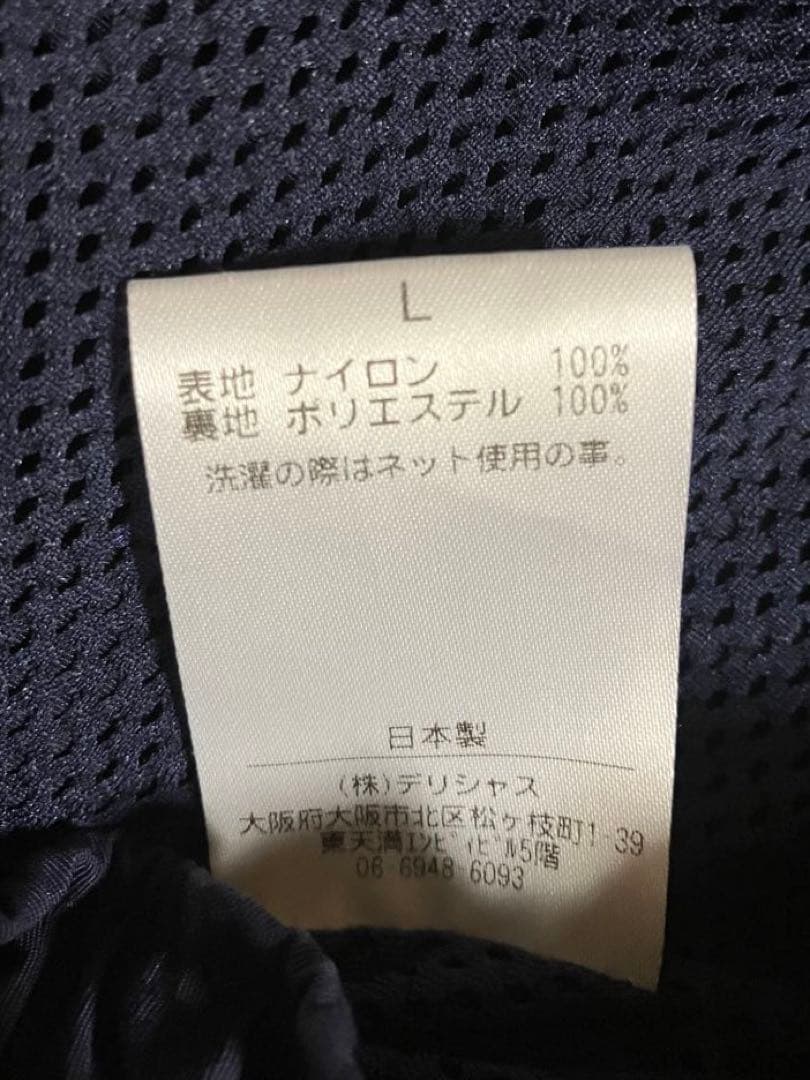 L
表地 ナイロン 100%
裏地 ポリエステル 100%
洗濯の際はネット使用の事。
日本製
(株)デリシャス
大阪府大阪市北区松ヶ枝町1-39
東天満ｴﾝﾋﾞｨﾋﾞﾙ5階
06 6948 6093